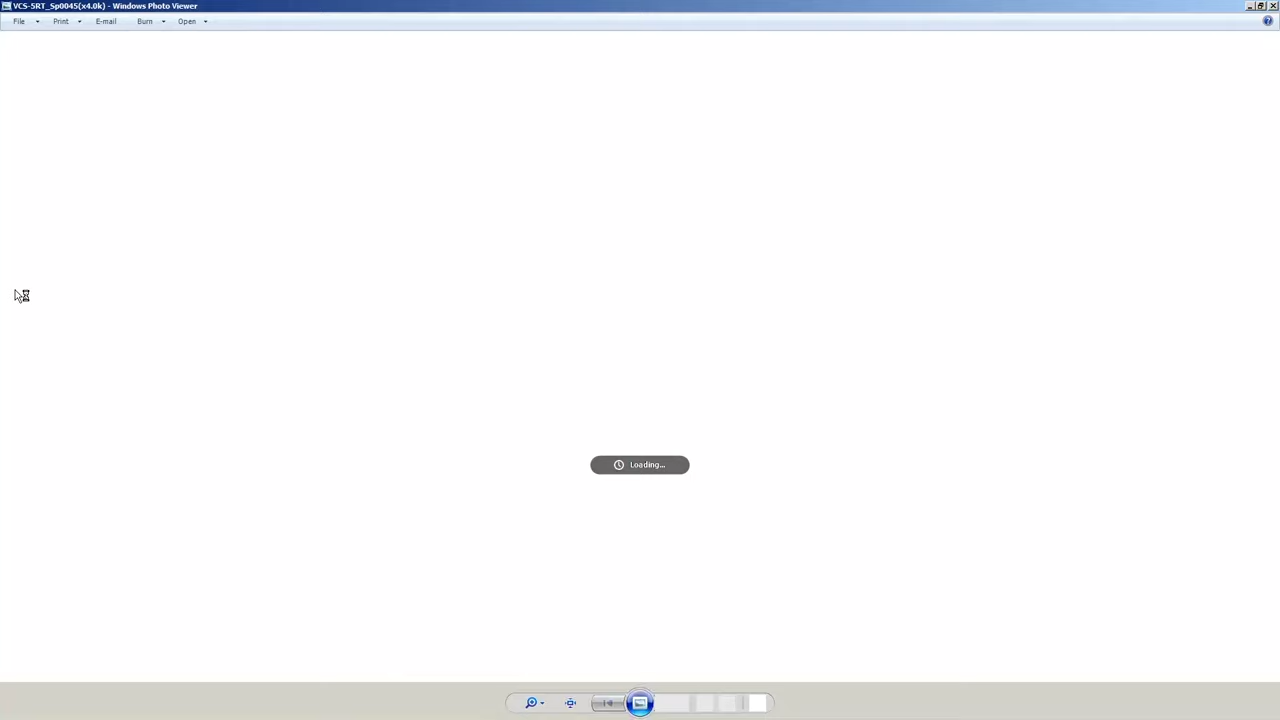 VCS-5RT_Sp0045(x4.0k) - Windows Photo Viewer
File Print E-mail Burn Open
Loading...